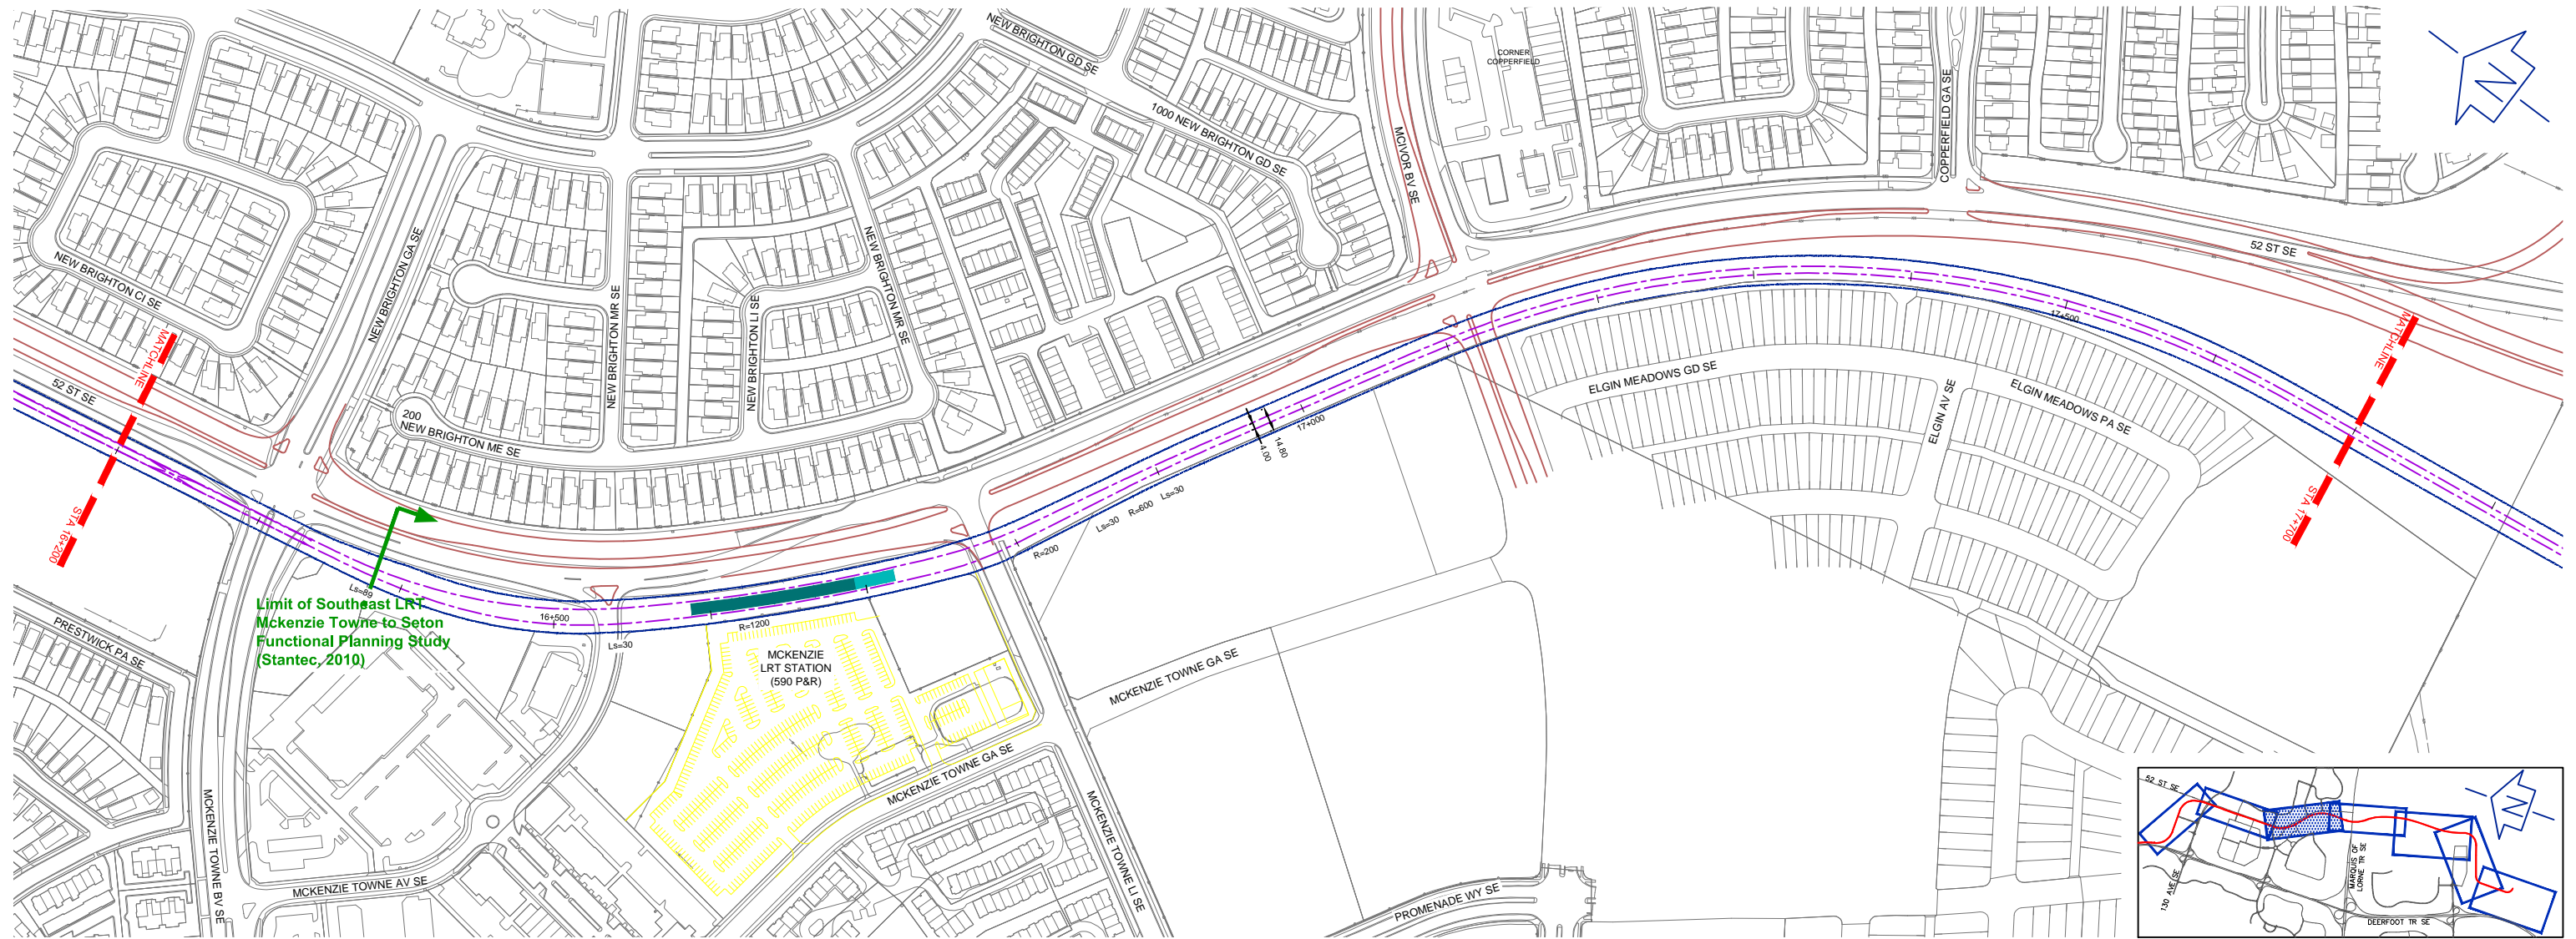 NEW BRIGHTON GD SE
CORNER
COPPERFIELD
N
1000 NEW BRIGHTON GD SE
MCIVOR BV SE
COPPERFIELD GA SE
52 ST SE
NEW BRIGHTON CI SE
NEW BRIGHTON GA SE
NEW BRIGHTON MR SE
NEW BRIGHTON LI SE
NEW BRIGHTON MR SE
MATCHLINE
STA 16+200
52 ST SE
200
NEW BRIGHTON ME SE
17+500
MATCHLINE
STA 17+700
ELGIN MEADOWS GD SE
ELGIN AV SE
ELGIN MEADOWS PA SE
17+000
14.80
4.00
Ls=30
R=600
Ls=30
R=200
Ls=89
Limit of Southeast LRT
Mckenzie Towne to Seton
Functional Planning Study
(Stantec, 2010)
16+500
Ls=30
R=1200
MCKENZIE
LRT STATION
(590 P&R)
PRESTWICK PA SE
MCKENZIE TOWNE GA SE
MCKENZIE TOWNE GA SE
MCKENZIE TOWNE BV SE
MCKENZIE TOWNE AV SE
MCKENZIE TOWNE LI SE
PROMENADE WY SE
52 ST SE
N
130 AVE SE
MARQUIS OF
LORNE TR SE
DEERFOOT TR SE